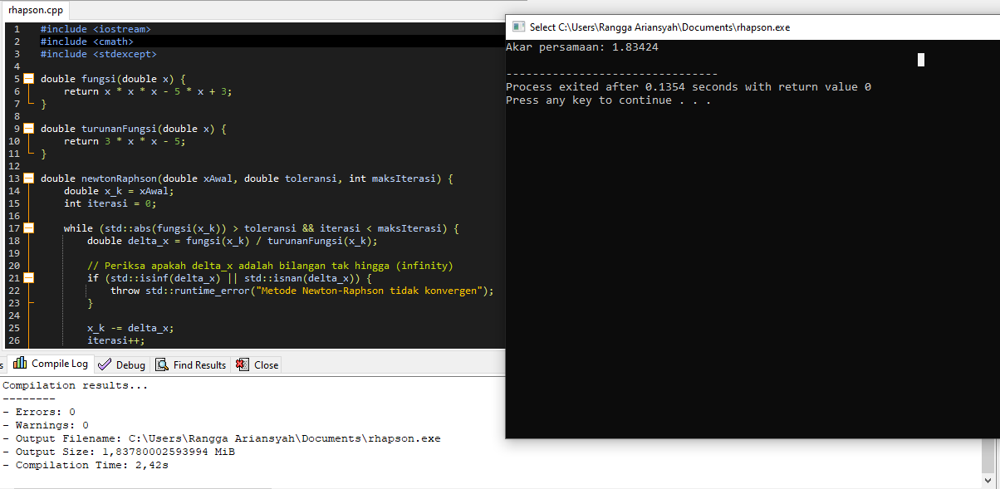 rhapson.cpp
1 #include <iostream>
2 #include <cmath>
3 #include <stdexcept>
4
5 double fungsi(double x) {
6 return x * x * x - 5 * x + 3;
7 }
8
9 double turunanFungsi(double x) {
10 return 3 * x * x - 5;
11 }
12
13 double newtonRaphson(double xAwal, double toleransi, int maksIterasi) {
14 double x_k = xAwal;
15 int iterasi = 0;
16
17 while (std::abs(fungsi(x_k)) > toleransi && iterasi < maksIterasi) {
18 double delta_x = fungsi(x_k) / turunanFungsi(x_k);
19
20 // Periksa apakah delta_x adalah bilangan tak hingga (infinity)
21 if (std::isinf(delta_x) || std::isnan(delta_x)) {
22 throw std::runtime_error("Metode Newton-Raphson tidak konvergen");
23 }
24
25 x_k -= delta_x;
26 iterasi++;
Select C:\Users\Rangga Ariansyah\Documents\rhapson.exe
Akar persamaan: 1.83424
--------------------------------
Process exited after 0.1354 seconds with return value 0
Press any key to continue . . .
s Compile Log Debug Find Results Close
Compilation results...
--------
- Errors: 0
- Warnings: 0
- Output Filename: C:\Users\Rangga Ariansyah\Documents\rhapson.exe
- Output Size: 1,83780002593994 MiB
- Compilation Time: 2,42s